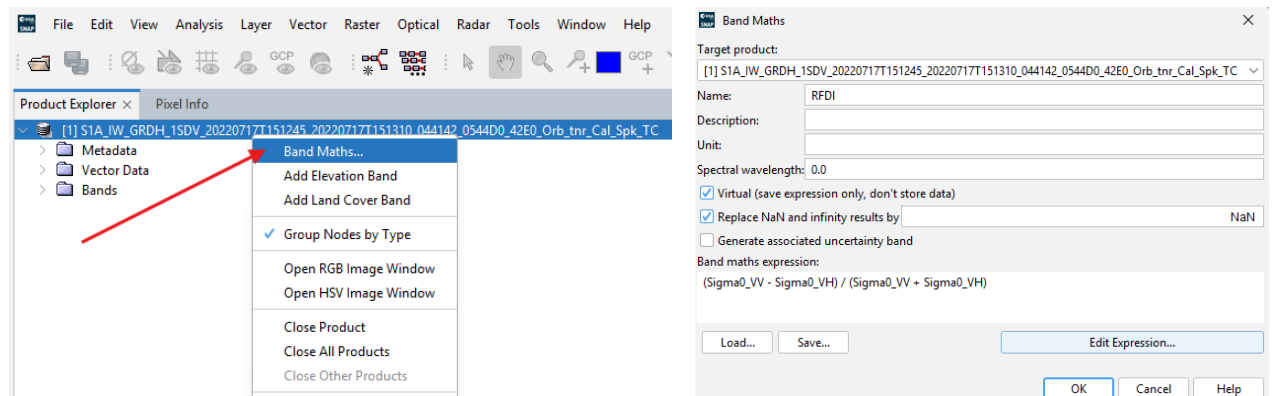 File Edit View Analysis Layer Vector Raster Optical Radar Tools Window Help
GCP
GCP
Product Explorer × Pixel Info
[1] S1A_IW_GRDH_1SDV_20220717T151245_20220717T151310_044142_0544D0_42E0_Orb_tnr_Cal_Spk_TC
Metadata
Vector Data
Bands
Band Maths...
Add Elevation Band
Add Land Cover Band
Group Nodes by Type
Open RGB Image Window
Open HSV Image Window
Close Product
Close All Products
Close Other Products
Band Maths
Target product:
[1] S1A_IW_GRDH_1SDV_20220717T151245_20220717T151310_044142_0544D0_42E0_Orb_tnr_Cal_Spk_TC
Name: RFDI
Description:
Unit:
Spectral wavelength: 0.0
Virtual (save expression only, don't store data)
Replace NaN and infinity results by NaN
Generate associated uncertainty band
Band maths expression:
(Sigma0_VV - Sigma0_VH) / (Sigma0_VV + Sigma0_VH)
Load... Save... Edit Expression...
OK Cancel Help